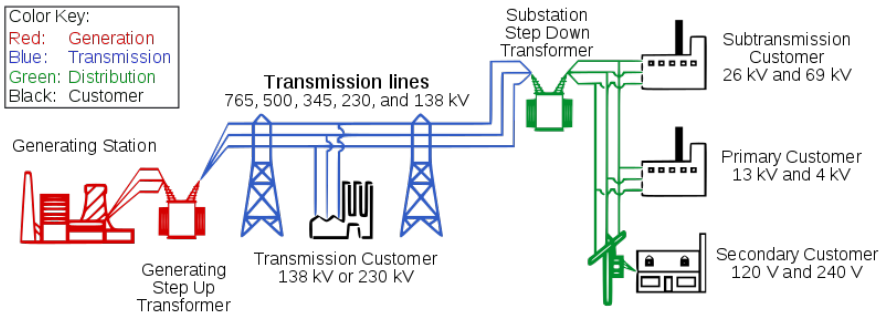 Color Key:
Red: Generation
Blue: Transmission
Green: Distribution
Black: Customer
Generating Station
Generating
Step Up
Transformer
Transmission lines
765, 500, 345, 230, and 138 kV
Transmission Customer
138 kV or 230 kV
Substation
Step Down
Transformer
Subtransmission
Customer
26 kV and 69 kV
Primary Customer
13 kV and 4 kV
Secondary Customer
120 V and 240 V